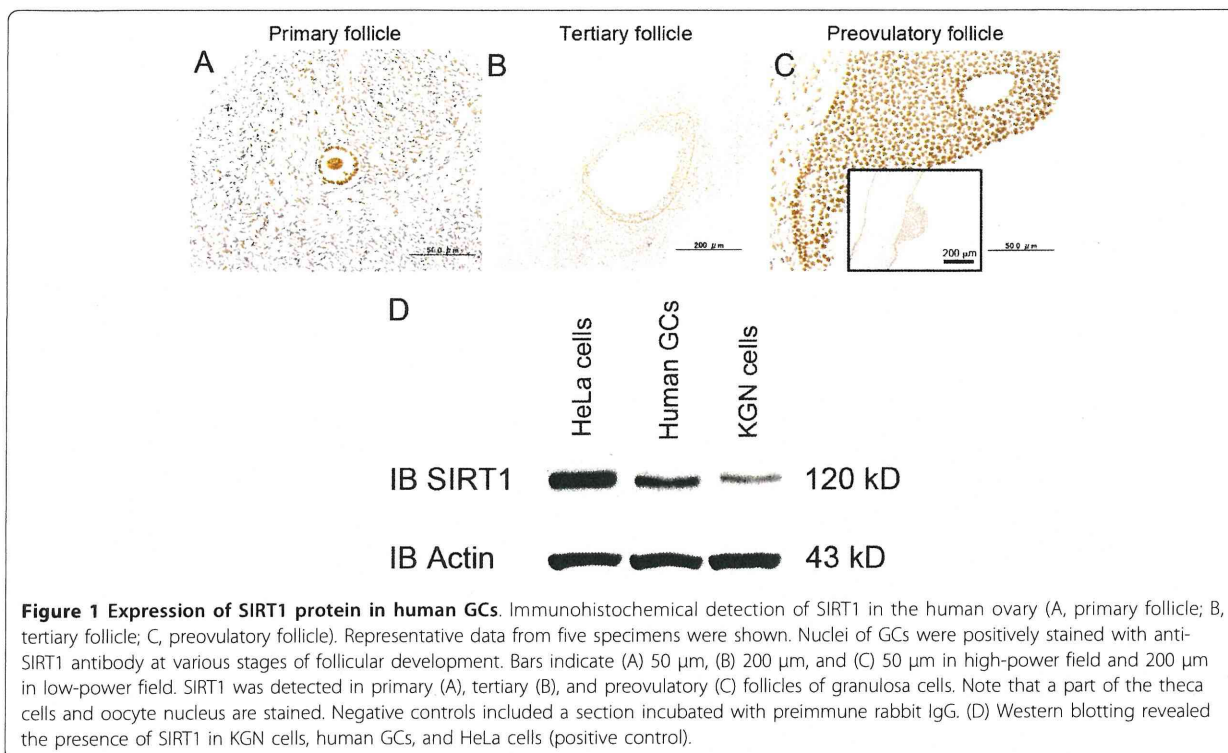 Primary follicle
Tertiary follicle
Preovulatory follicle
A
B
C
50.0 μm
200 μm
200 μm
50.0 μm
D
HeLa cells
Human GCs
KGN cells
IB SIRT1
120 kD
IB Actin
43 kD
Figure 1 Expression of SIRT1 protein in human GCs. Immunohistochemical detection of SIRT1 in the human ovary (A, primary follicle; B,
tertiary follicle; C, preovulatory follicle). Representative data from five specimens were shown. Nuclei of GCs were positively stained with anti-
SIRT1 antibody at various stages of follicular development. Bars indicate (A) 50 μm, (B) 200 μm, and (C) 50 μm in high-power field and 200 μm
in low-power field. SIRT1 was detected in primary (A), tertiary (B), and preovulatory (C) follicles of granulosa cells. Note that a part of the theca
cells and oocyte nucleus are stained. Negative controls included a section incubated with preimmune rabbit IgG. (D) Western blotting revealed
the presence of SIRT1 in KGN cells, human GCs, and HeLa cells (positive control).